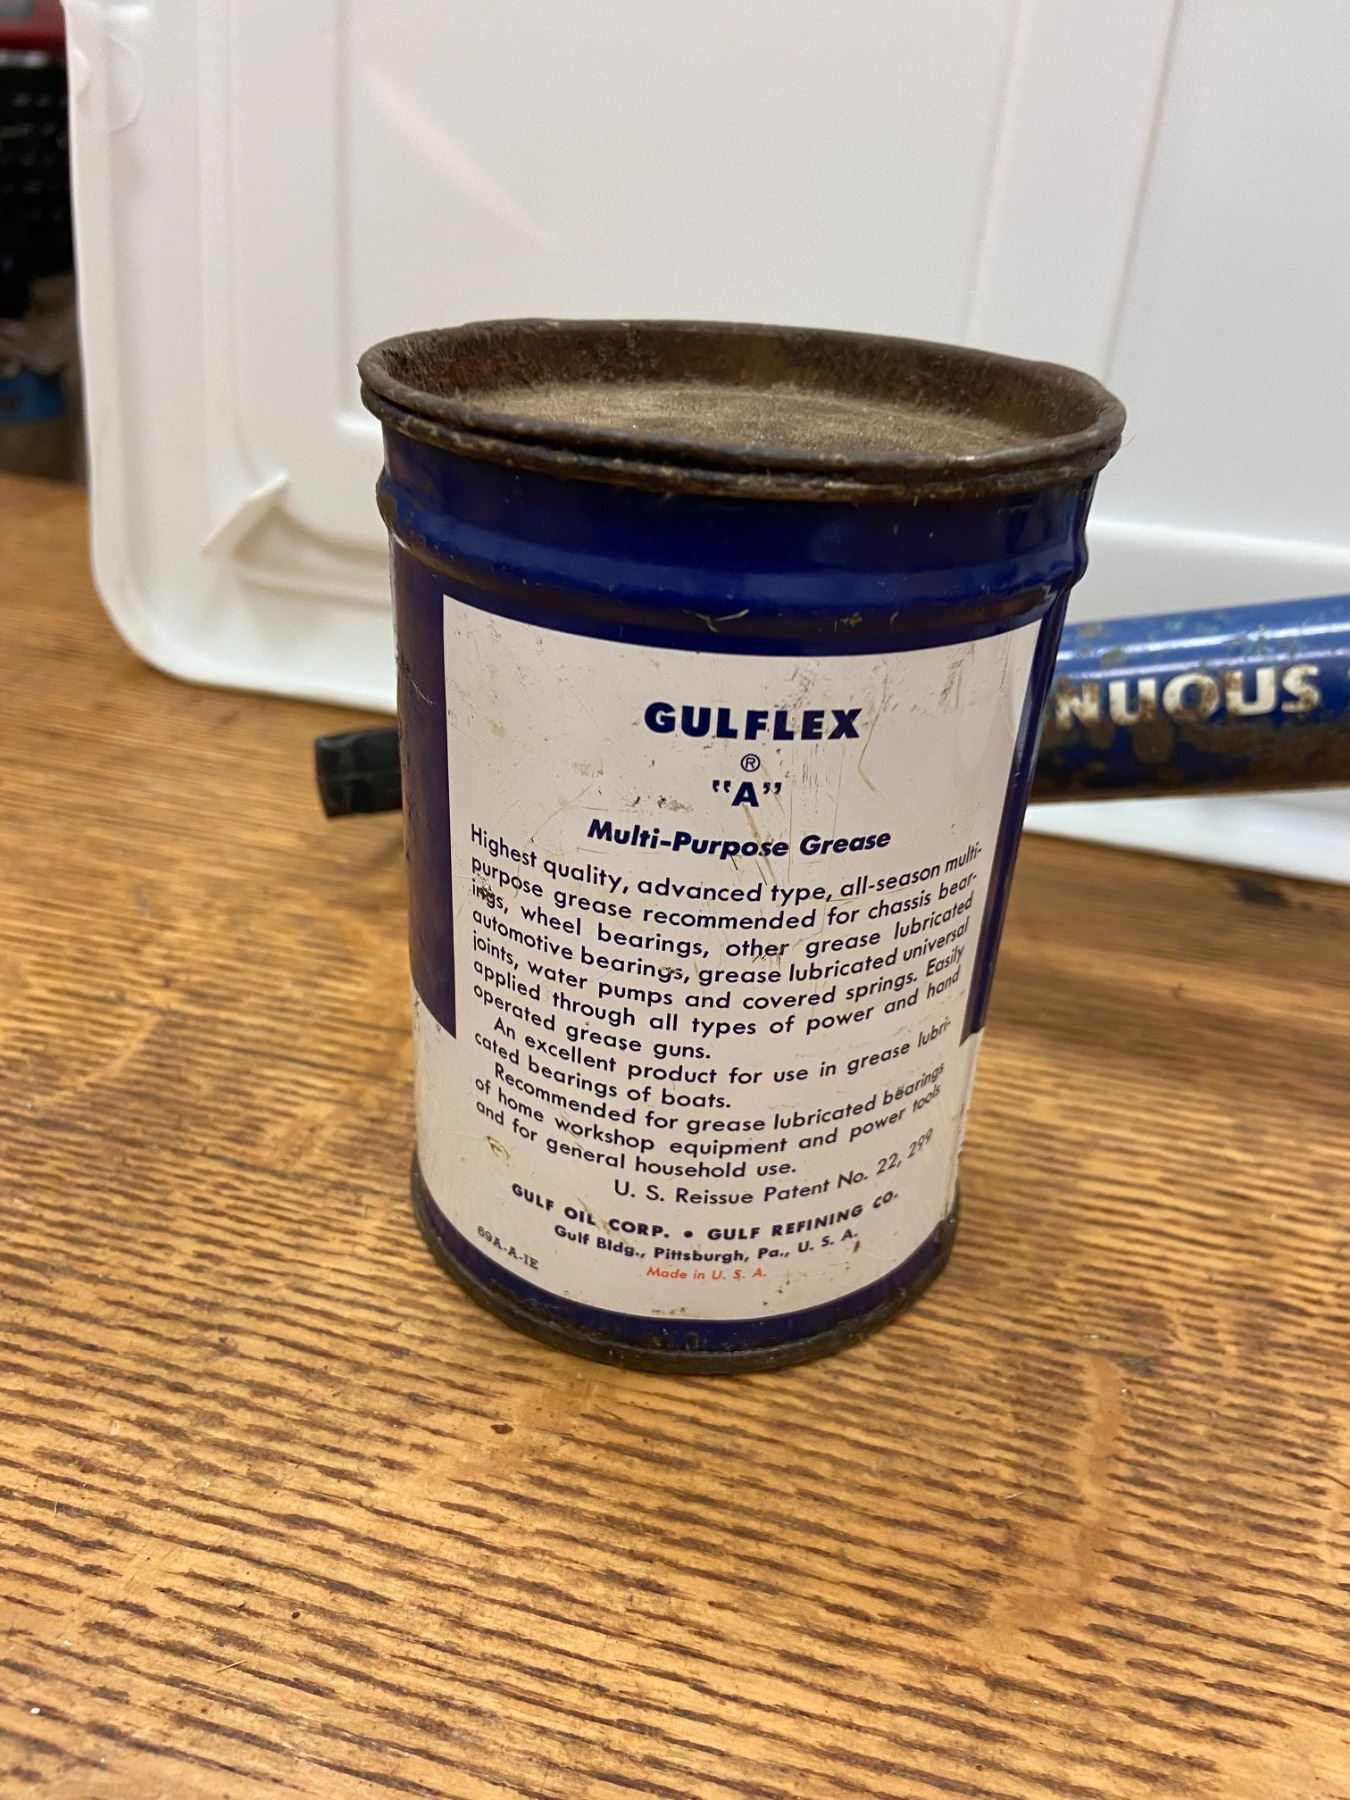 GULFLEX
®
"A"
Multi-Purpose Grease
Highest quality, advanced type, all-season multi-
purpose grease recommended for chassis bear-
ings, wheel bearings, other grease lubricated
automotive bearings, grease lubricated universal
joints, water pumps and covered springs. Easily
applied through all types of power and hand
operated grease guns.
An excellent product for use in grease lubri-
cated bearings of boats.
Recommended for grease lubricated bearings
of home workshop equipment and power tools
and for general household use.
U. S. Reissue Patent No. 22, 299
GULF OIL CORP. • GULF REFINING CO.
Gulf Bldg., Pittsburgh, Pa., U. S. A.
Made in U. S. A.
69A-A-1E
NUOUS